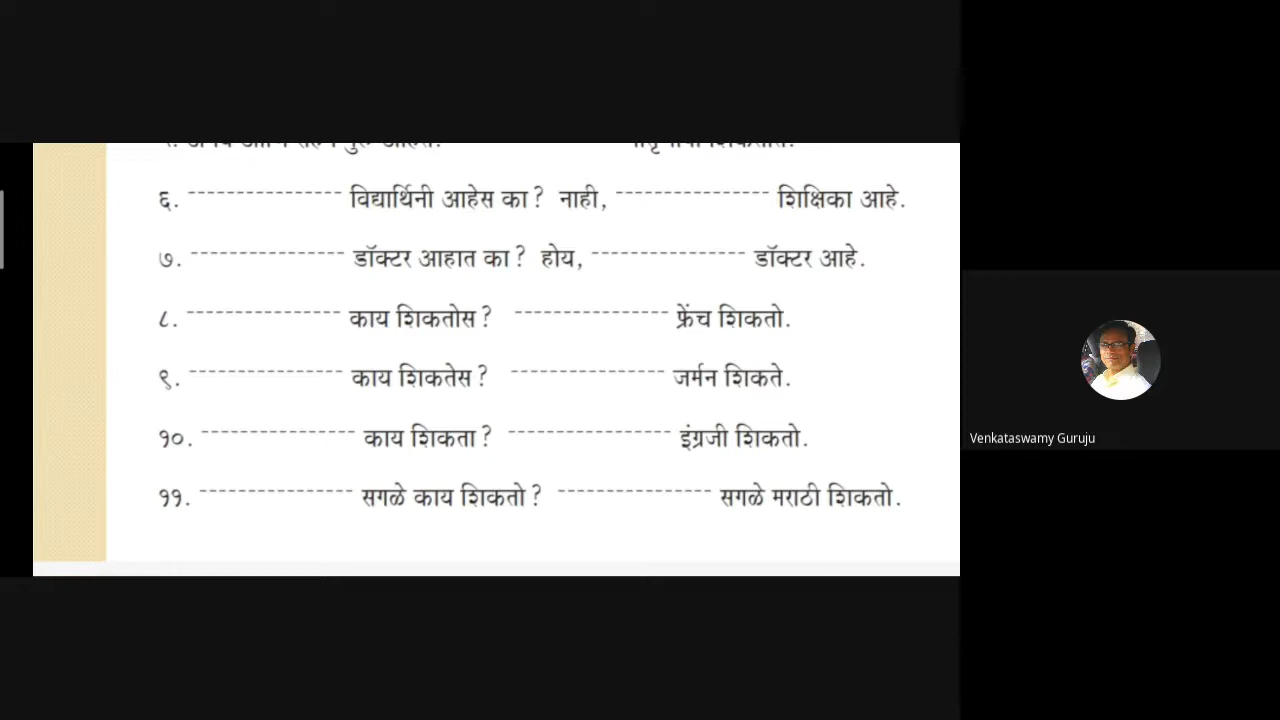 ६. --------------- विद्यार्थिनी आहेस का? नाही, --------------- शिक्षिका आहे.
७. --------------- डॉक्टर आहात का? होय, --------------- डॉक्टर आहे.
८. --------------- काय शिकतोस? --------------- फ्रेंच शिकतो.
९. --------------- काय शिकतेस? --------------- जर्मन शिकते.
१०. --------------- काय शिकता? --------------- इंग्रजी शिकतो.
११. --------------- सगळे काय शिकतो? --------------- सगळे मराठी शिकतो.
Venkataswamy Guruju